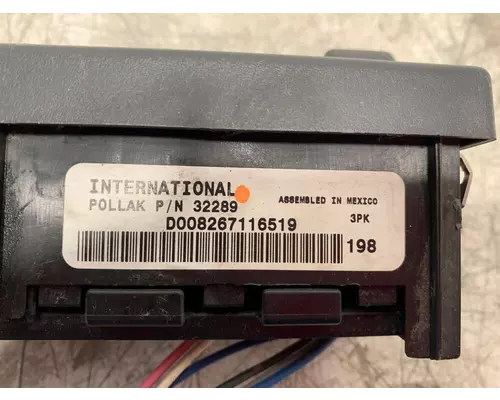 INTERNATIONAL
POLLAK P/N 32289
ASSEMBLED IN MEXICO
3PK
D008267116519
198